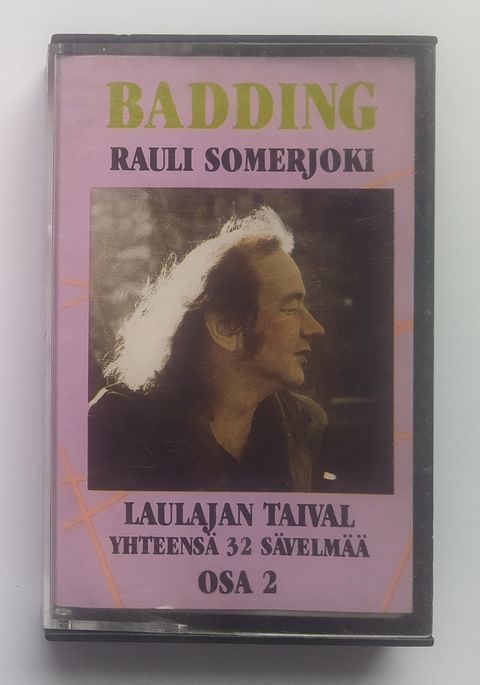 BADDING
RAULI SOMERJOKI
LAULAJAN TAIVAL
YHTEENSÄ 32 SÄVELMÄÄ
OSA 2